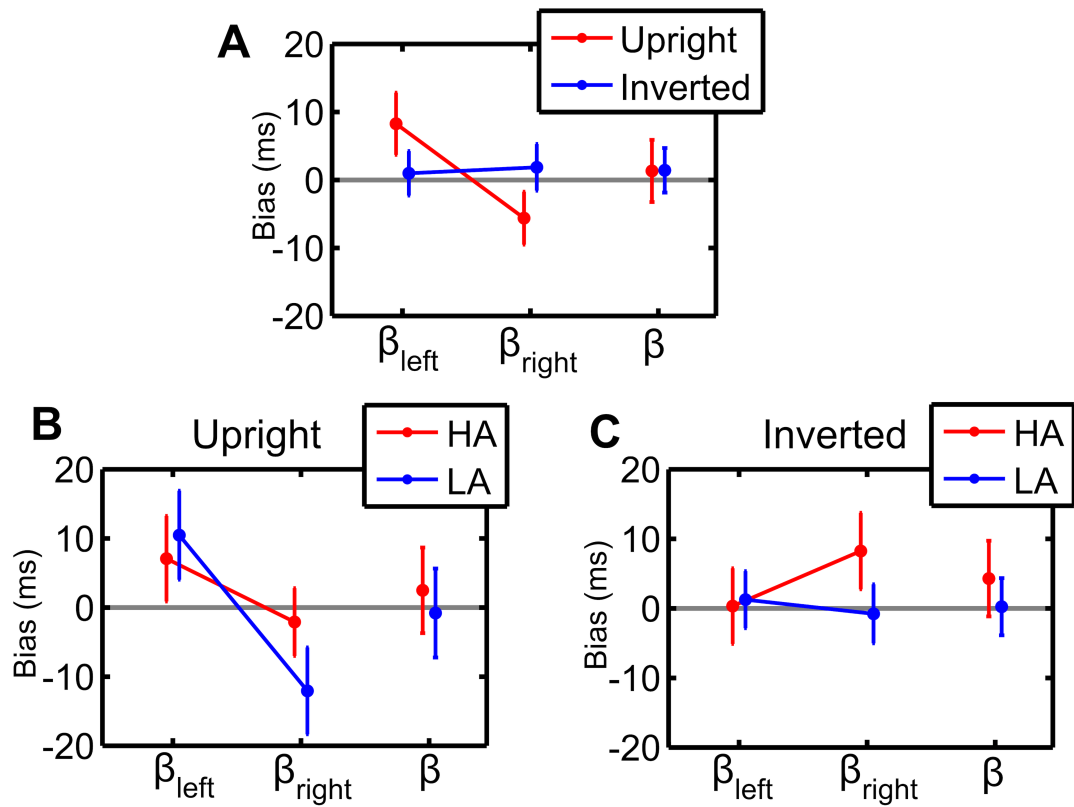 A
Upright
Inverted
20
10
0
-10
-20
Bias (ms)
βleft
βright
β
B
Upright
HA
LA
20
10
0
-10
-20
Bias (ms)
βleft
βright
β
C
Inverted
HA
LA
20
10
0
-10
-20
Bias (ms)
βleft
βright
β